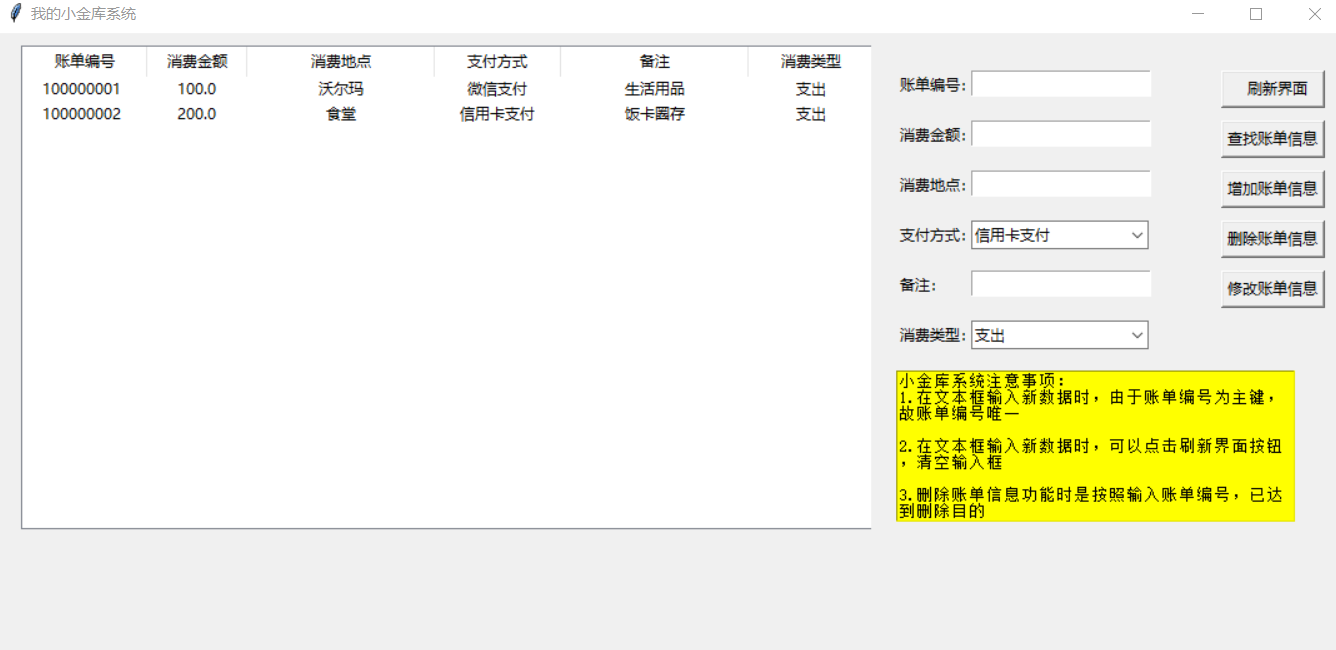 我的小金库系统
账单编号 消费金额 消费地点 支付方式 备注 消费类型
100000001 100.0 沃尔玛 微信支付 生活用品 支出
100000002 200.0 食堂 信用卡支付 饭卡圈存 支出
账单编号:
消费金额:
消费地点:
支付方式: 信用卡支付
备注:
消费类型: 支出
刷新界面
查找账单信息
增加账单信息
删除账单信息
修改账单信息
小金库系统注意事项:
1.在文本框输入新数据时，由于账单编号为主键，
故账单编号唯一
2.在文本框输入新数据时，可以点击刷新界面按钮
，清空输入框
3.删除账单信息功能时是按照输入账单编号，已达
到删除目的